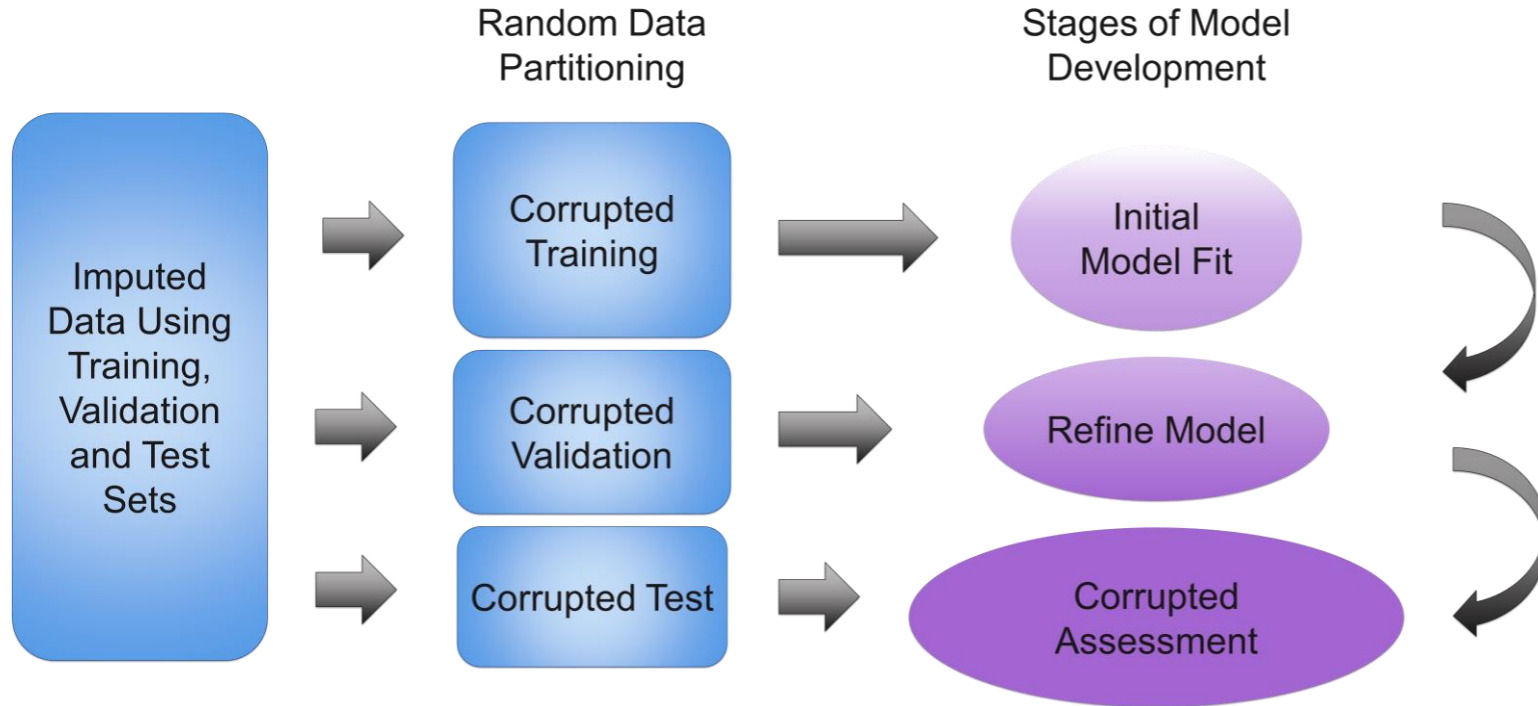 Random Data
Partitioning
Stages of Model
Development
Imputed
Data Using
Training,
Validation
and Test
Sets
Corrupted
Training
Initial
Model Fit
Corrupted
Validation
Refine Model
Corrupted Test
Corrupted
Assessment